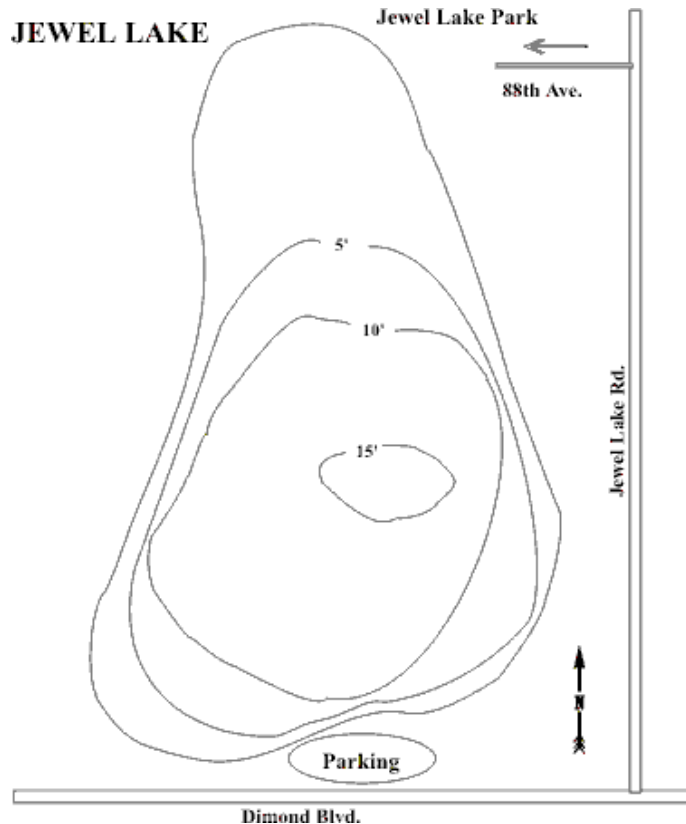 JEWEL LAKE
Jewel Lake Park
88th Ave.
5'
10'
15'
Jewel Lake Rd.
N
Parking
Dimond Blvd.